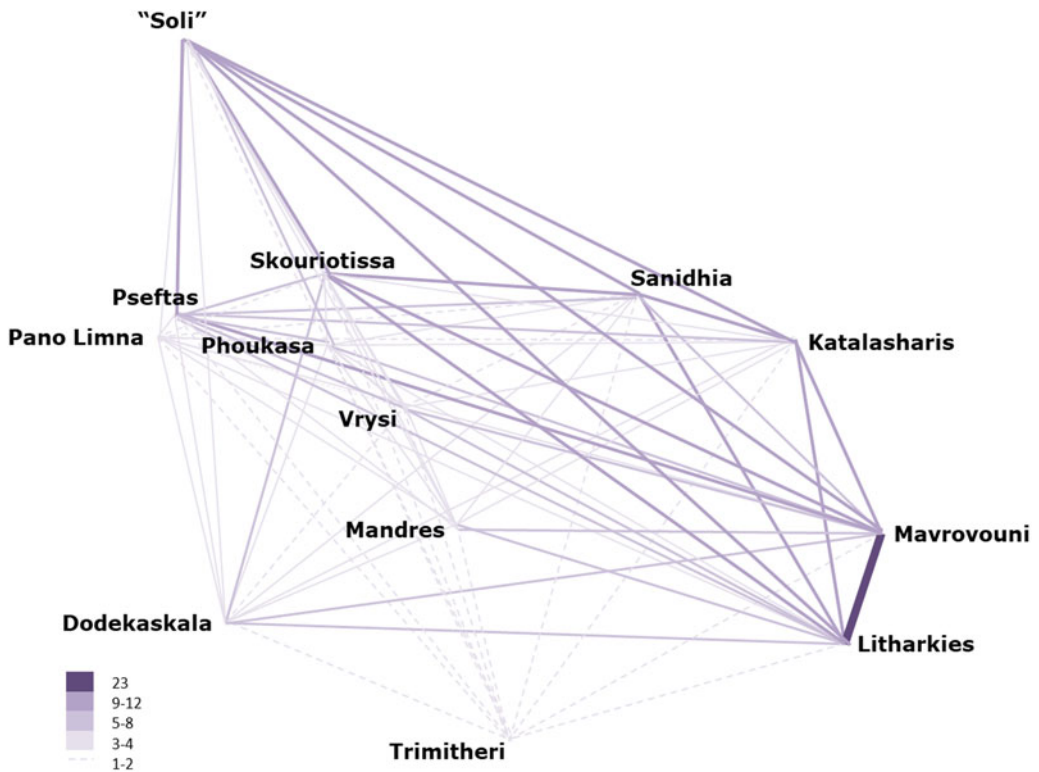 “Soli”
Skouriotissa
Sanidhia
Pseftas
Pano Limna
Phoukasa
Katalasharis
Vrysi
Mandres
Mavrovouni
Dodekaskala
Litharkies
23
9-12
5-8
3-4
1-2
Trimitheri